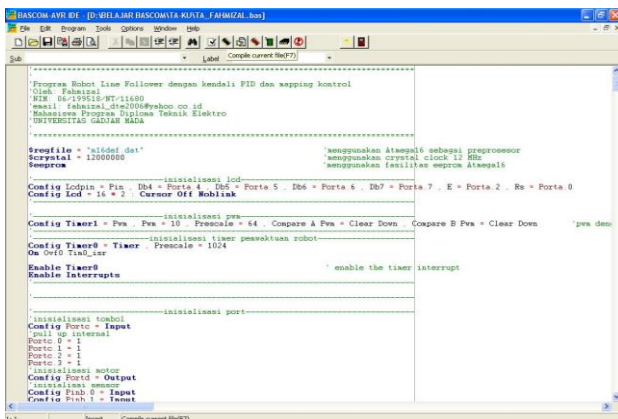 BASCOM-AVR IDE - [D:\BELAJAR BASCOM\TA-KU\TA_FAHMIZAL.bas]
File Edit Program Tools Options Window Help
Sub Label Compile current file(F7)
'Program Robot Line Follower dengan kendali PID dan mapping kontrol
'Oleh: Fahmizal
'NIM: 06/199518/NT/11680
'email: fahmizal_dte2006@yahoo.co.id
'Mahasiswa Program Diploma Teknik Elektro
'UNIVERSITAS GADJAH MADA
$regfile = "m16def.dat" 'menggunakan Atmega16 sebagai preprosesor
$crystal = 12000000 'menggunakan crystal clock 12 MHz
$eeprom 'menggunakan fasilitas eeprom Atmega16
'inisialisasi lcd
Config Lcdpin = Pin , Db4 = Porta.4 , Db5 = Porta.5 , Db6 = Porta.6 , Db7 = Porta.7 , E = Porta.2 , Rs = Porta.0
Config Lcd = 16 * 2 : Cursor Off Noblink
'inisialisasi pwm
Config Timer1 = Pwm , Pwm = 10 , Prescale = 64 , Compare A Pwm = Clear Down , Compare B Pwm = Clear Down 'pwm deng
'inisialisasi timer pewaktuan robot
Config Timer0 = Timer , Prescale = 1024
On Ovf0 Tim0_isr
Enable Timer0 ' enable the timer interrupt
Enable Interrupts
'inisialisasi port
'inisialisasi tombol
Config Portc = Input
'pull up internal
Portc.0 = 1
Portc.1 = 1
Portc.2 = 1
Portc.3 = 1
'inisialisasi motor
Config Portd = Output
'inisialisai sensor
Config Pinb.0 = Input
Config Pinb.1 = Input
Insert Compile current file(F7)